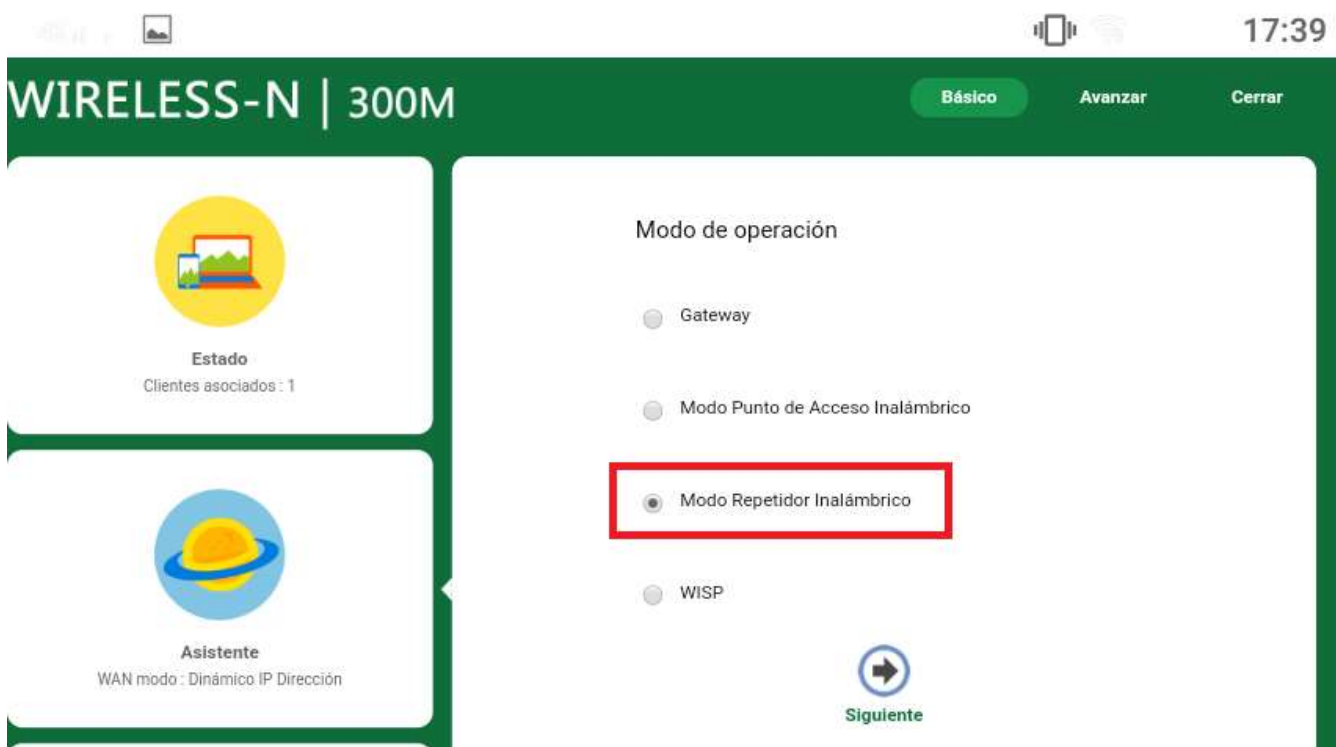 17:39
WIRELESS-N | 300M
Básico Avanzar Cerrar
Estado
Clientes asociados : 1
Asistente
WAN modo : Dinámico IP Dirección
Modo de operación
Gateway
Modo Punto de Acceso Inalámbrico
Modo Repetidor Inalámbrico
WISP
Siguiente